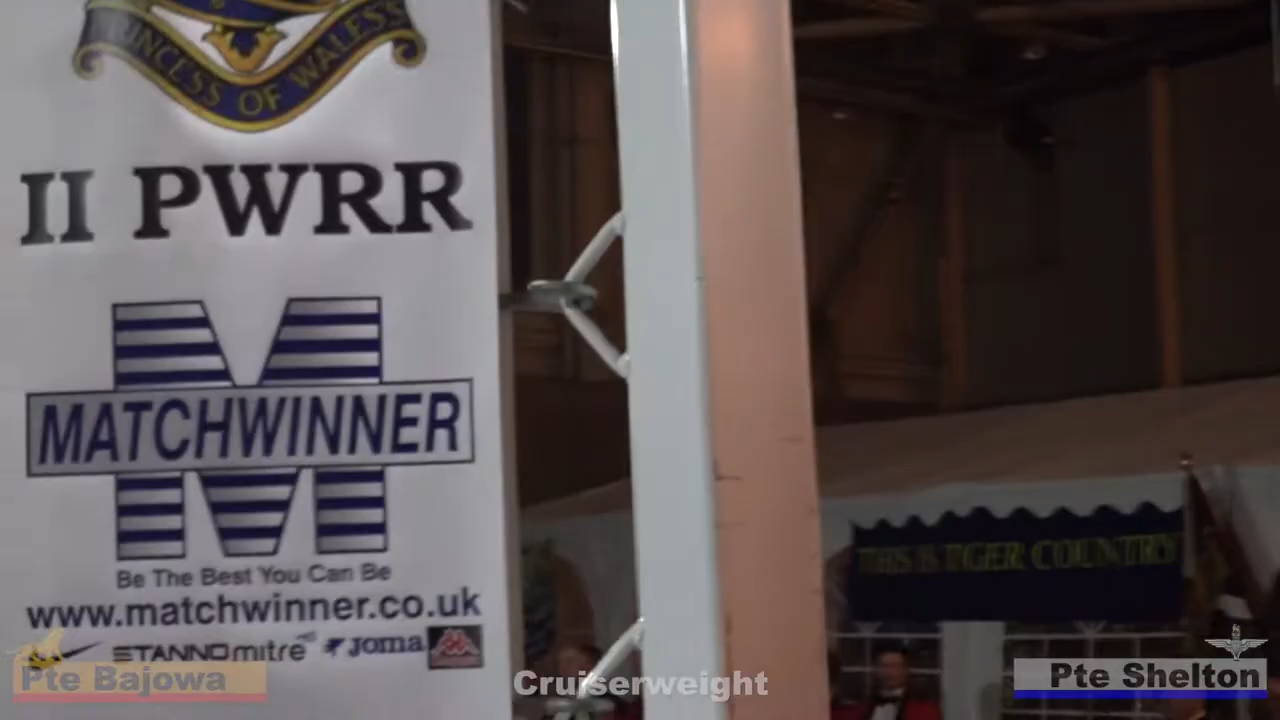 INCESS OF WALES
II PWRR
MATCHWINNER
Be The Best You Can Be
www.matchwinner.co.uk
STANNO mitre Joma
THIS IS TIGER COUNTRY
Pte Bajowa
Cruiserweight
Pte Shelton